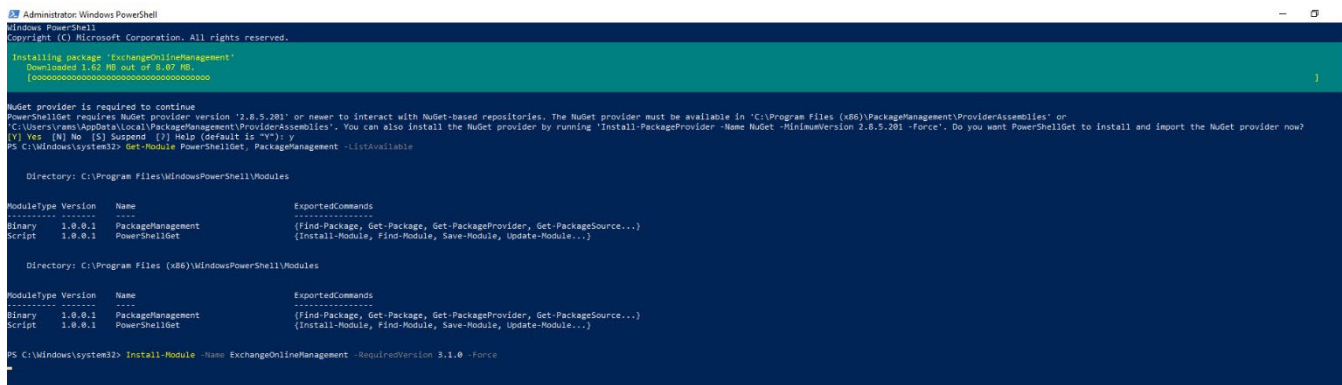 Administrator: Windows PowerShell
Windows PowerShell
Copyright (C) Microsoft Corporation. All rights reserved.
Installing package 'ExchangeOnlineManagement'
Downloaded 1.62 MB out of 8.07 MB.
[ooooooooooooooooooooooooooooooooooo ]
NuGet provider is required to continue
PowerShellGet requires NuGet provider version '2.8.5.201' or newer to interact with NuGet-based repositories. The NuGet provider must be available in 'C:\Program Files (x86)\PackageManagement\ProviderAssemblies' or
'C:\Users\rams\AppData\Local\PackageManagement\ProviderAssemblies'. You can also install the NuGet provider by running 'Install-PackageProvider -Name NuGet -MinimumVersion 2.8.5.201 -Force'. Do you want PowerShellGet to install and import the NuGet provider now?
[Y] Yes [N] No [S] Suspend [?] Help (default is "Y"): y
PS C:\Windows\system32> Get-Module PowerShellGet, PackageManagement -ListAvailable
Directory: C:\Program Files\WindowsPowerShell\Modules
ModuleType Version Name ExportedCommands
---------- ------- ---- ----------------
Binary 1.0.0.1 PackageManagement {Find-Package, Get-Package, Get-PackageProvider, Get-PackageSource...}
Script 1.0.0.1 PowerShellGet {Install-Module, Find-Module, Save-Module, Update-Module...}
Directory: C:\Program Files (x86)\WindowsPowerShell\Modules
ModuleType Version Name ExportedCommands
---------- ------- ---- ----------------
Binary 1.0.0.1 PackageManagement {Find-Package, Get-Package, Get-PackageProvider, Get-PackageSource...}
Script 1.0.0.1 PowerShellGet {Install-Module, Find-Module, Save-Module, Update-Module...}
PS C:\Windows\system32> Install-Module -Name ExchangeOnlineManagement -RequiredVersion 3.1.0 -Force